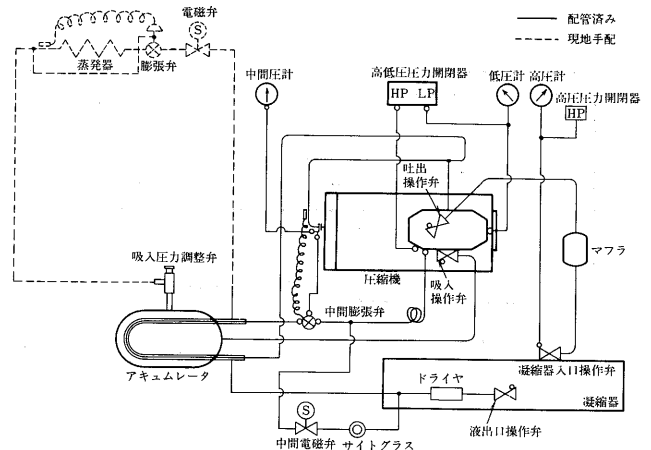 電磁弁
S
配管済み
現地手配
蒸発器
膨張弁
中間圧計
高低圧圧力開閉器
HP LP
低圧計
高圧計
高圧圧力開閉器
HP
吐出
操作弁
マフラ
圧縮機
吸入
操作弁
吸入圧力調整弁
中間膨張弁
アキュムレータ
凝縮器入口操作弁
ドライヤ
凝縮器
液出口操作弁
S
中間電磁弁
サイトグラス